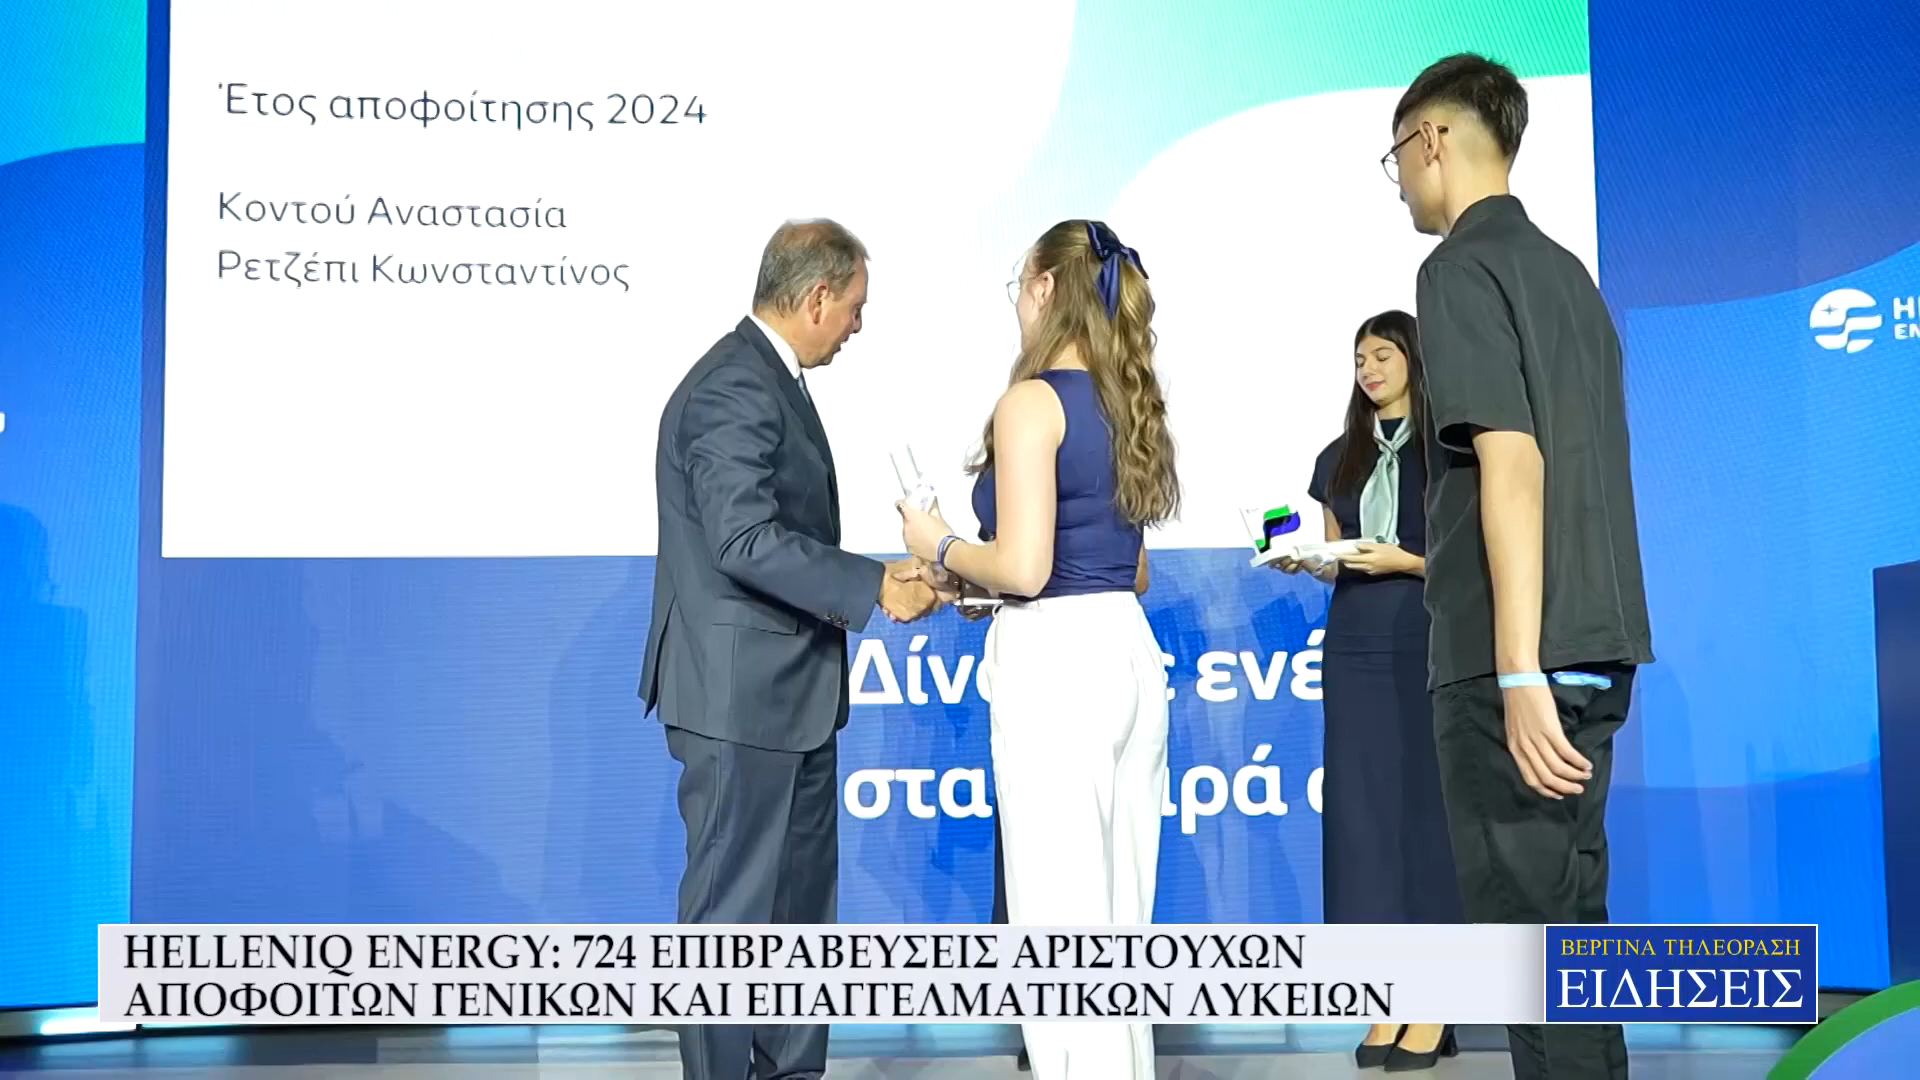 Έτος αποφοίτησης 2024
Κοντού Αναστασία
Ρετζέπι Κωνσταντίνος
HELLENIQ ENERGY: 724 ΕΠΙΒΡΑΒΕΥΣΕΙΣ ΑΡΙΣΤΟΥΧΩΝ
ΑΠΟΦΟΙΤΩΝ ΓΕΝΙΚΩΝ ΚΑΙ ΕΠΑΓΓΕΛΜΑΤΙΚΩΝ ΛΥΚΕΙΩΝ
ΒΕΡΓΙΝΑ ΤΗΛΕΟΡΑΣΗ
ΕΙΔΗΣΕΙΣ